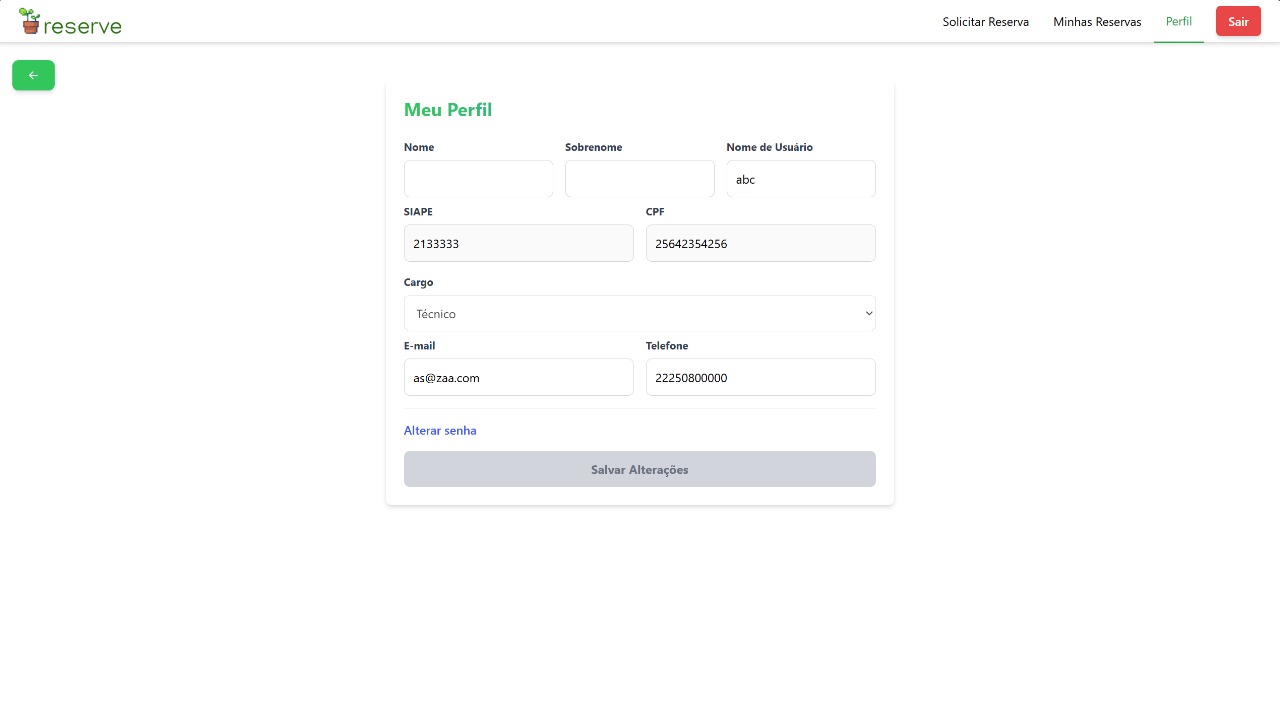 reserve
Solicitar Reserva Minhas Reservas Perfil Sair
Meu Perfil
Nome Sobrenome Nome de Usuário
abc
SIAPE CPF
2133333 25642354256
Cargo
Técnico
E-mail Telefone
as@zaa.com 22250800000
Alterar senha
Salvar Alterações